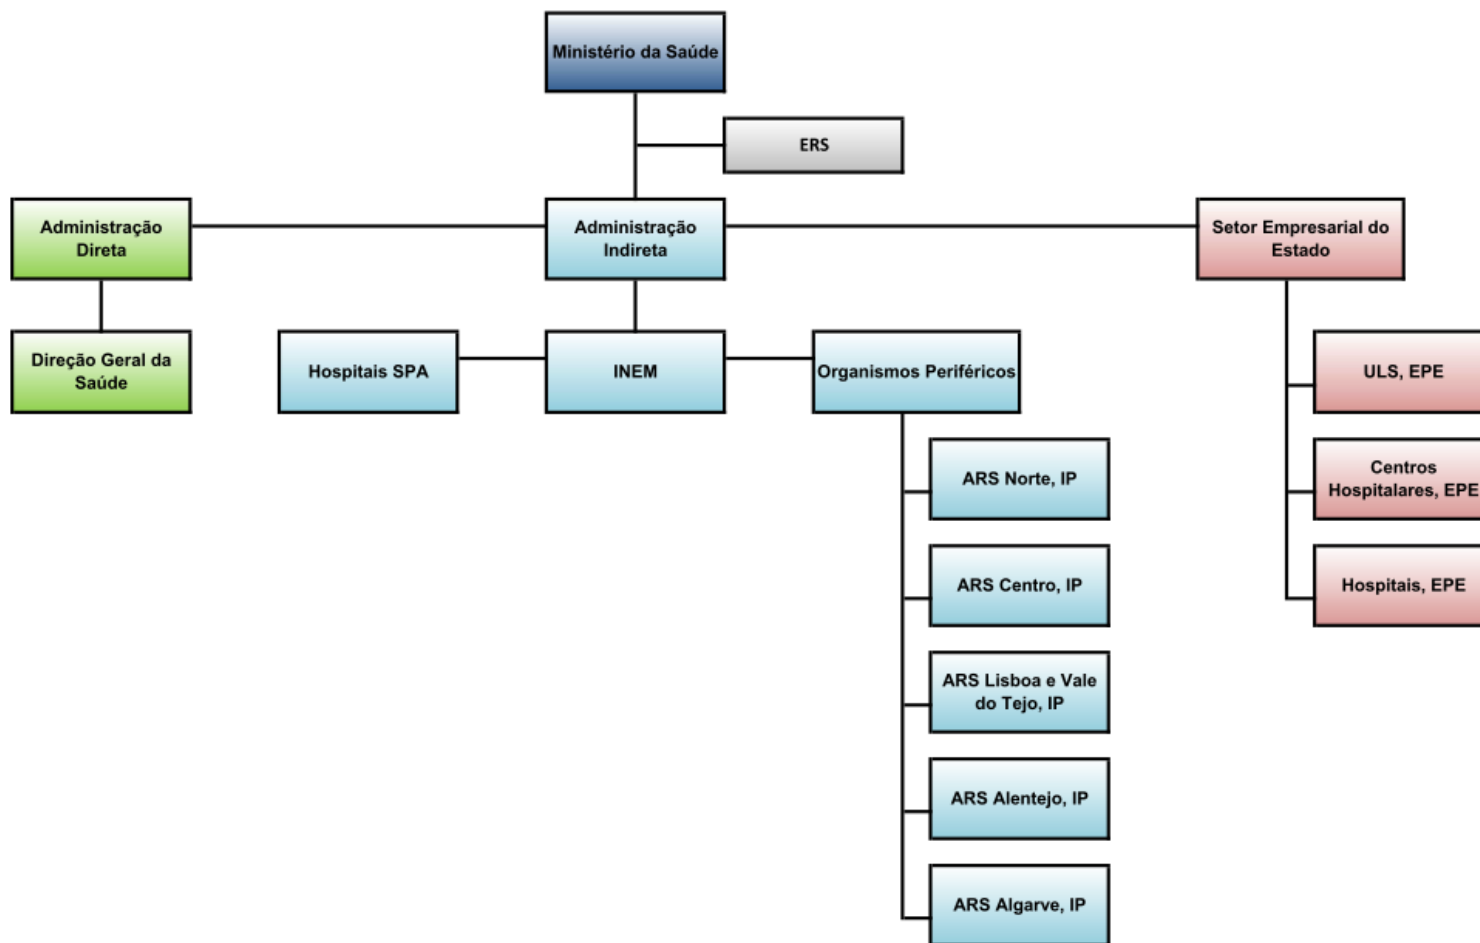 Ministério da Saúde
ERS
Administração
Direta
Administração
Indireta
Setor Empresarial do
Estado
Direção Geral da
Saúde
Hospitais SPA
INEM
Organismos Periféricos
ULS, EPE
ARS Norte, IP
Centros
Hospitalares, EPE
ARS Centro, IP
Hospitais, EPE
ARS Lisboa e Vale
do Tejo, IP
ARS Alentejo, IP
ARS Algarve, IP